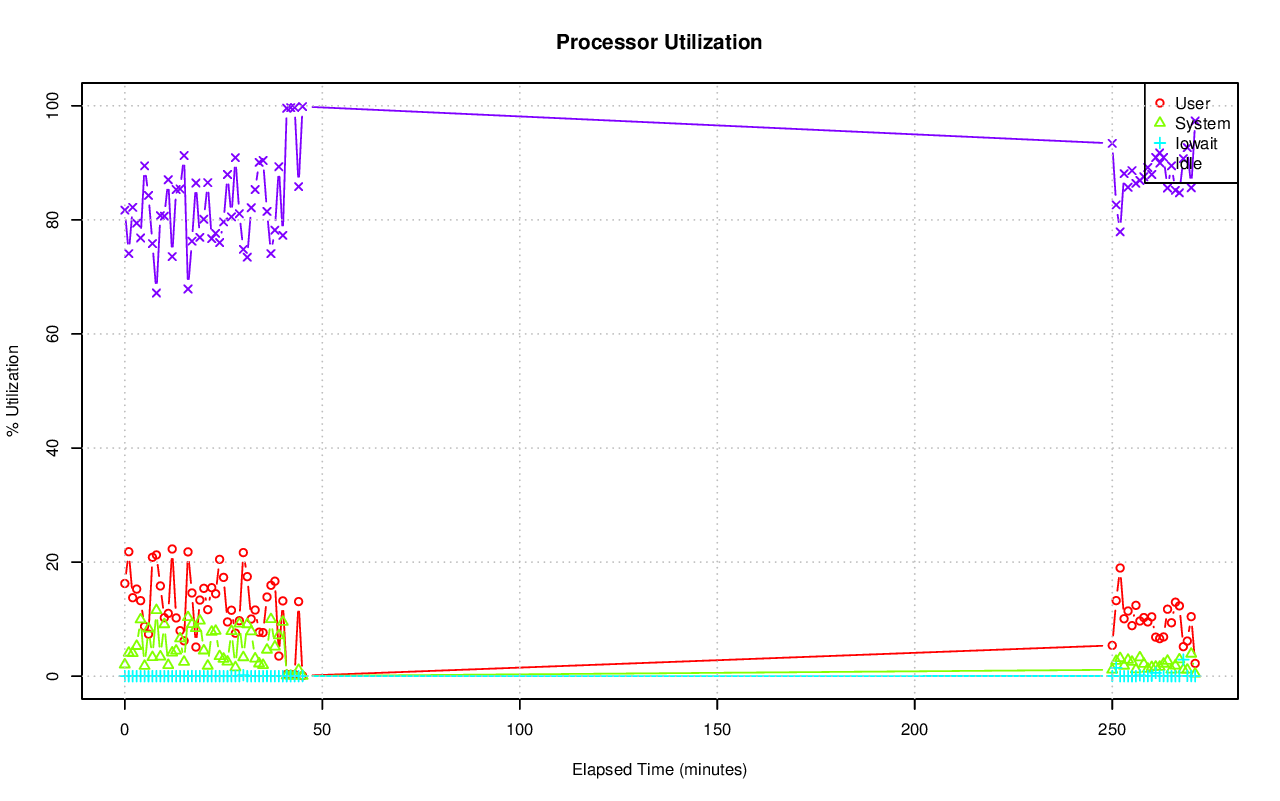 Processor Utilization
User
System
Iowait
Idle
% Utilization
100
80
60
40
20
0
0 50 100 150 200 250
Elapsed Time (minutes)